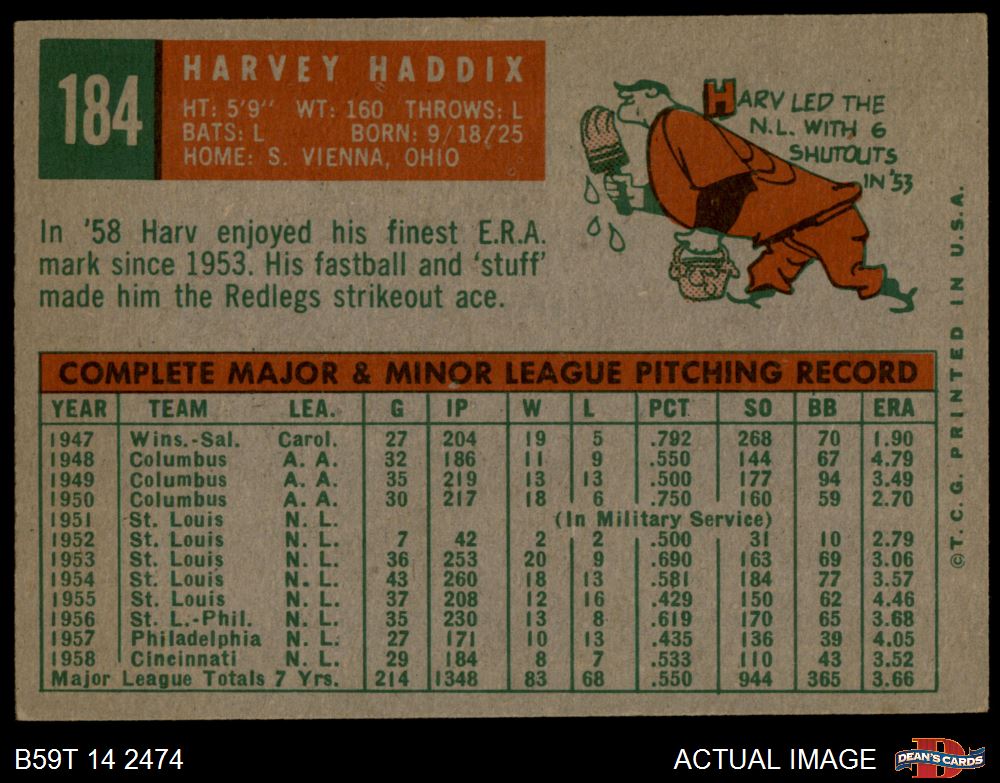 184
HARVEY HADDIX
HT: 5'9" WT: 160 THROWS: L
BATS: L BORN: 9/18/25
HOME: S. VIENNA, OHIO
HARV LED THE
N.L. WITH 6
SHUTOUTS
IN '53
In '58 Harv enjoyed his finest E.R.A.
mark since 1953. His fastball and 'stuff'
made him the Redlegs strikeout ace.
COMPLETE MAJOR & MINOR LEAGUE PITCHING RECORD
YEAR TEAM LEA. G IP W L PCT SO BB ERA
1947 Wins.-Sal. Carol. 27 204 19 5 .792 268 70 1.90
1948 Columbus A. A. 32 186 11 9 .550 144 67 4.79
1949 Columbus A. A. 35 219 13 13 .500 177 94 3.49
1950 Columbus A. A. 30 217 18 6 .750 160 59 2.70
1951 St. Louis N. L. (In Military Service)
1952 St. Louis N. L. 7 42 2 2 .500 31 10 2.79
1953 St. Louis N. L. 36 253 20 9 .690 163 69 3.06
1954 St. Louis N. L. 43 260 18 13 .581 184 77 3.57
1955 St. Louis N. L. 37 208 12 16 .429 150 62 4.46
1956 St. L.-Phil. N. L. 35 230 13 8 .619 170 65 3.68
1957 Philadelphia N. L. 27 171 10 13 .435 136 39 4.05
1958 Cincinnati N. L. 29 184 8 7 .533 110 43 3.52
Major League Totals 7 Yrs. 214 1348 83 68 .550 944 365 3.66
©T. C. G. PRINTED IN U.S.A.
B59T 14 2474
ACTUAL IMAGE
D
DEAN'S CARDS